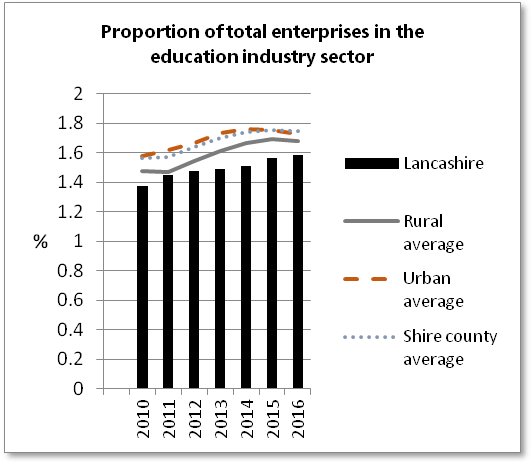 Proportion of total enterprises in the
education industry sector
2
1.8
1.6
1.4
1.2
1
0.8
0.6
0.4
0.2
0
%
2010
2011
2012
2013
2014
2015
2016
Lancashire
Rural
average
Urban
average
Shire county
average